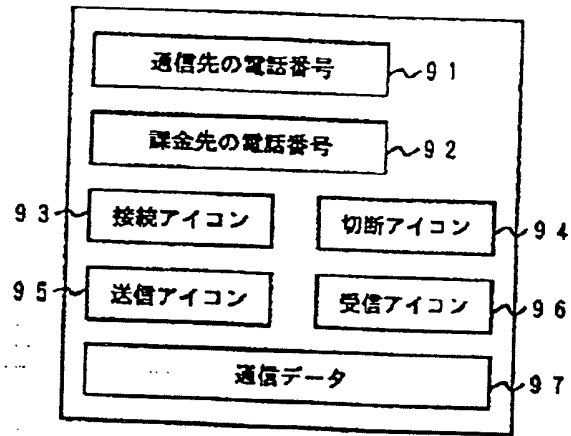 通信先の電話番号 91
課金先の電話番号 92
93 接続アイコン 切断アイコン 94
95 送信アイコン 受信アイコン 96
通信データ 97